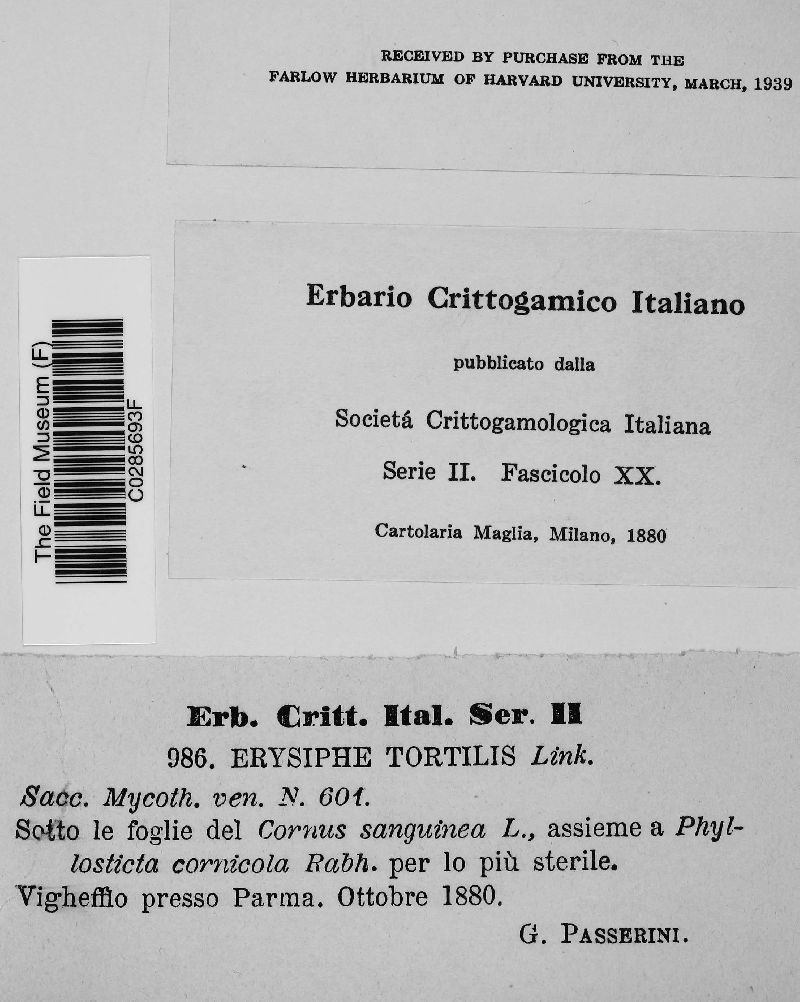 RECEIVED BY PURCHASE FROM THE
FARLOW HERBARIUM OF HARVARD UNIVERSITY, MARCH, 1939
Erbario Crittogamico Italiano
pubblicato dalla
Societá Crittogamologica Italiana
Serie II. Fascicolo XX.
Cartolaria Maglia, Milano, 1880
The Field Museum (F)
C0285693F
Erb. Critt. Ital. Ser. II
986. ERYSIPHE TORTILIS Link.
Sacc. Mycoth. ven. N. 601.
Sotto le foglie del Cornus sanguinea L., assieme a Phyl-
losticta cornicola Rabh. per lo più sterile.
Vigheffio presso Parma. Ottobre 1880.
G. PASSERINI.